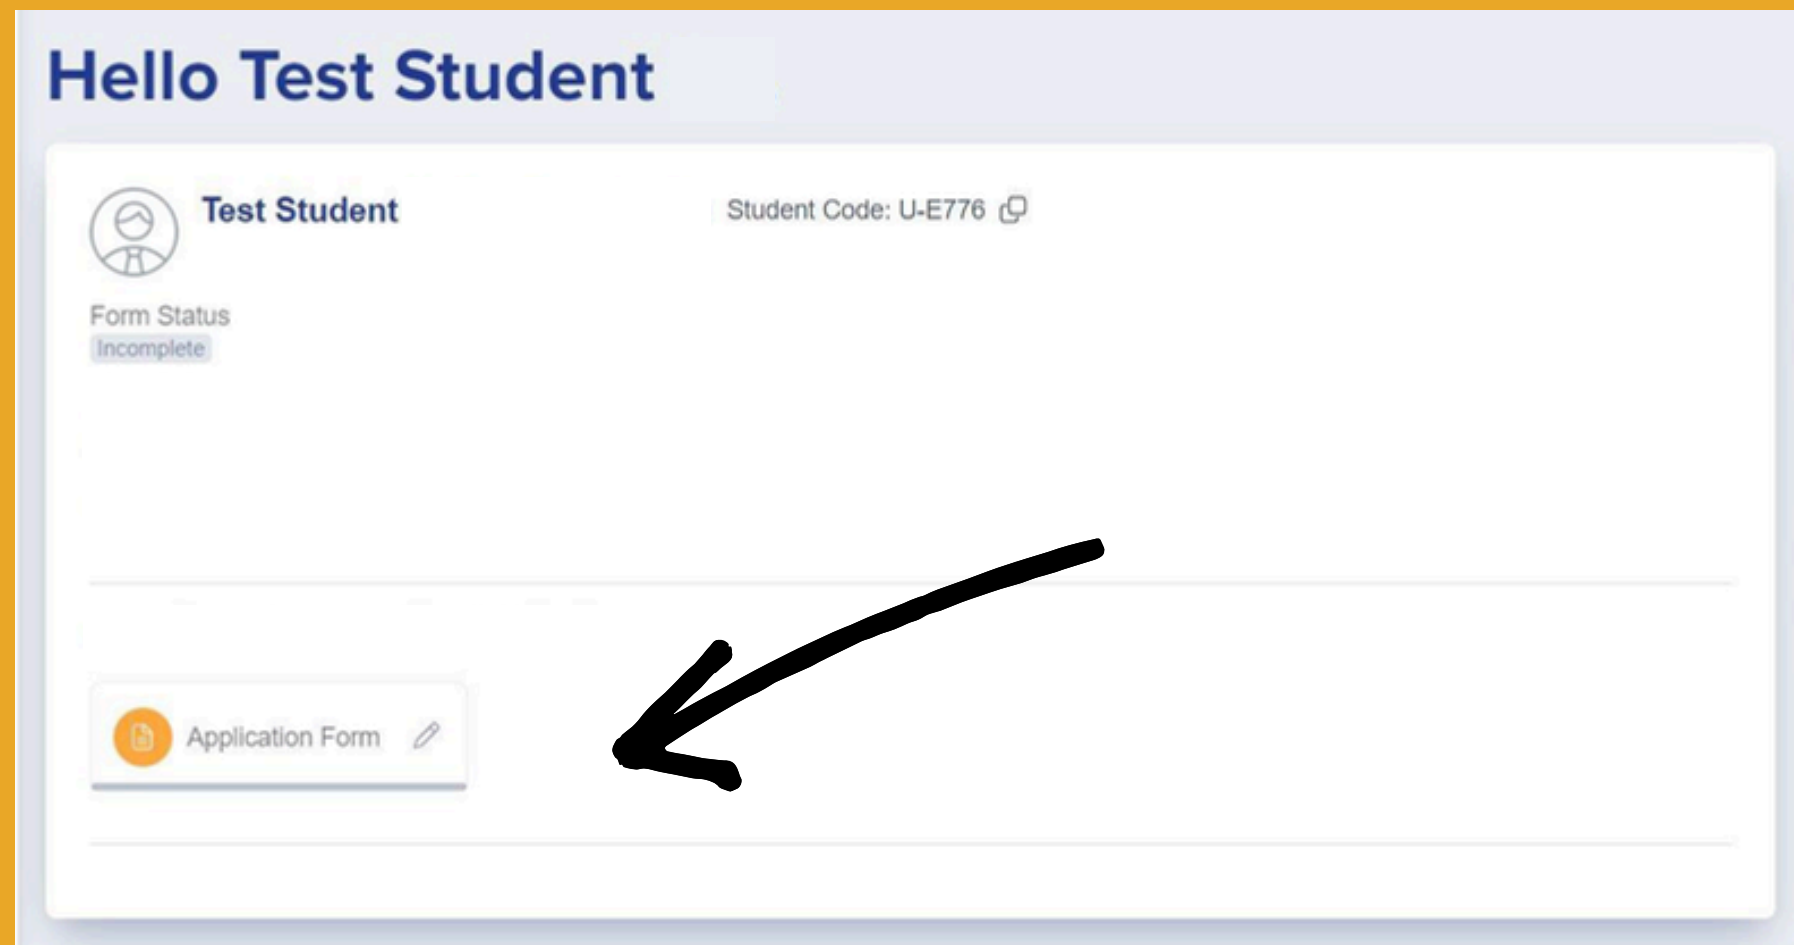 Hello Test Student
Test Student
Student Code: U-E776
Form Status
Incomplete
Application Form